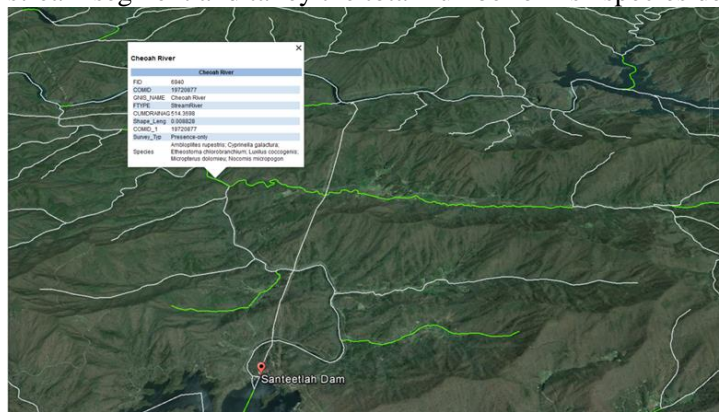 Cheoah River
Cheoah River
FID 6940
COMID 19720877
GNIS_NAME Cheoah River
FTYPE StreamRiver
CUMDRAINAG 514.3698
Shape_Leng 0.008828
COMID_1 19720877
Survey_Typ Presence-only
Species Ambloplites rupestris; Cyprinella galactura;
Etheostoma chlorobranchium; Luxilus coccogenis;
Micropterus dolomieu; Nocomis micropogon
Santeetlah Dam